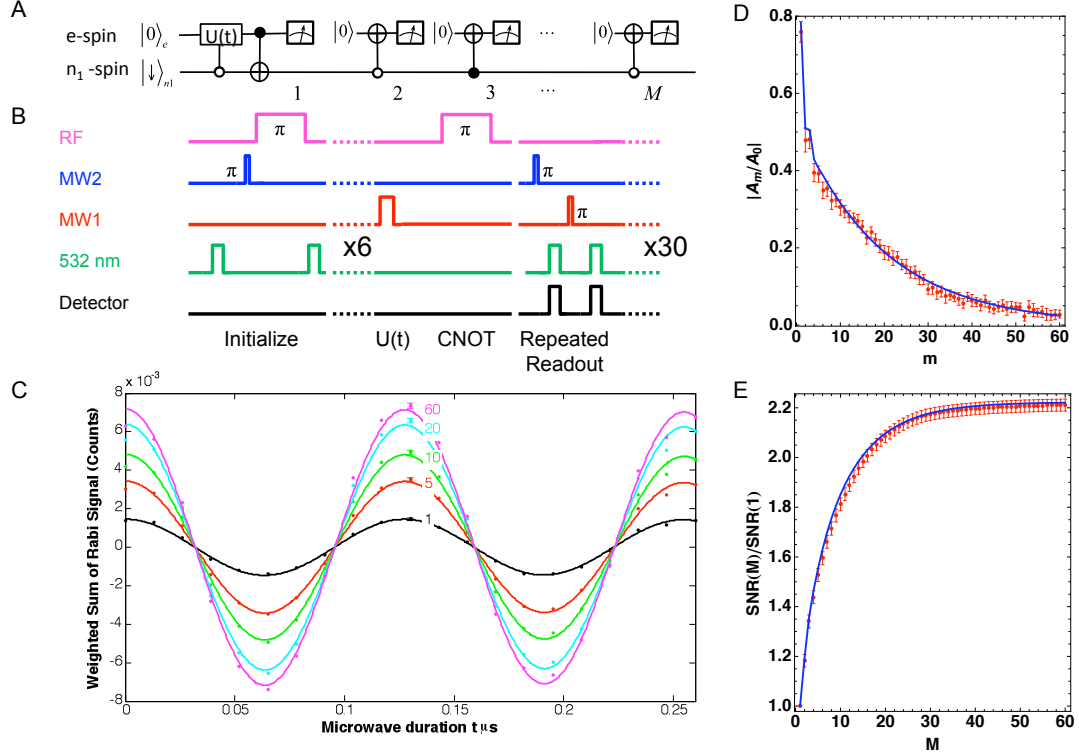 A
e-spin |0⟩e U(t) |0⟩ |0⟩ ... |0⟩
n1 -spin |↓⟩n1
1 2 3 ... M
B
RF π π
MW2 π π
MW1 π
532 nm x6 x30
Detector
Initialize U(t) CNOT Repeated
Readout
C
x 10-3
Weighted Sum of Rabi Signal (Counts)
8
6
4
2
0
-2
-4
-6
-8
60
20
10
5
1
0 0.05 0.1 0.15 0.2 0.25
Microwave duration t μs
D
|Am/A0|
0.8
0.6
0.4
0.2
0.0
0 10 20 30 40 50 60
m
E
SNR(M)/SNR(1)
2.2
2.0
1.8
1.6
1.4
1.2
1.0
0 10 20 30 40 50 60
M